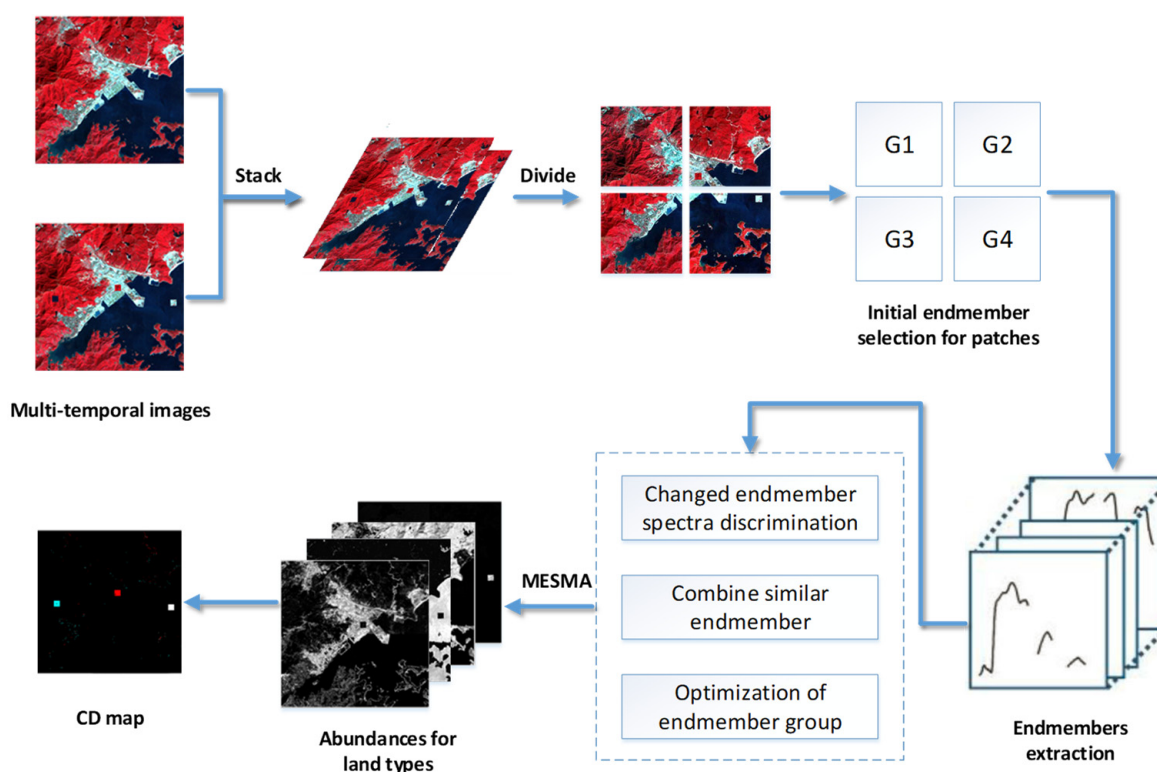 Stack
Divide
G1
G2
G3
G4
Initial endmember
selection for patches
Multi-temporal images
Changed endmember
spectra discrimination
Combine similar
endmember
Optimization of
endmember group
MESMA
CD map
Abundances for
land types
Endmembers
extraction